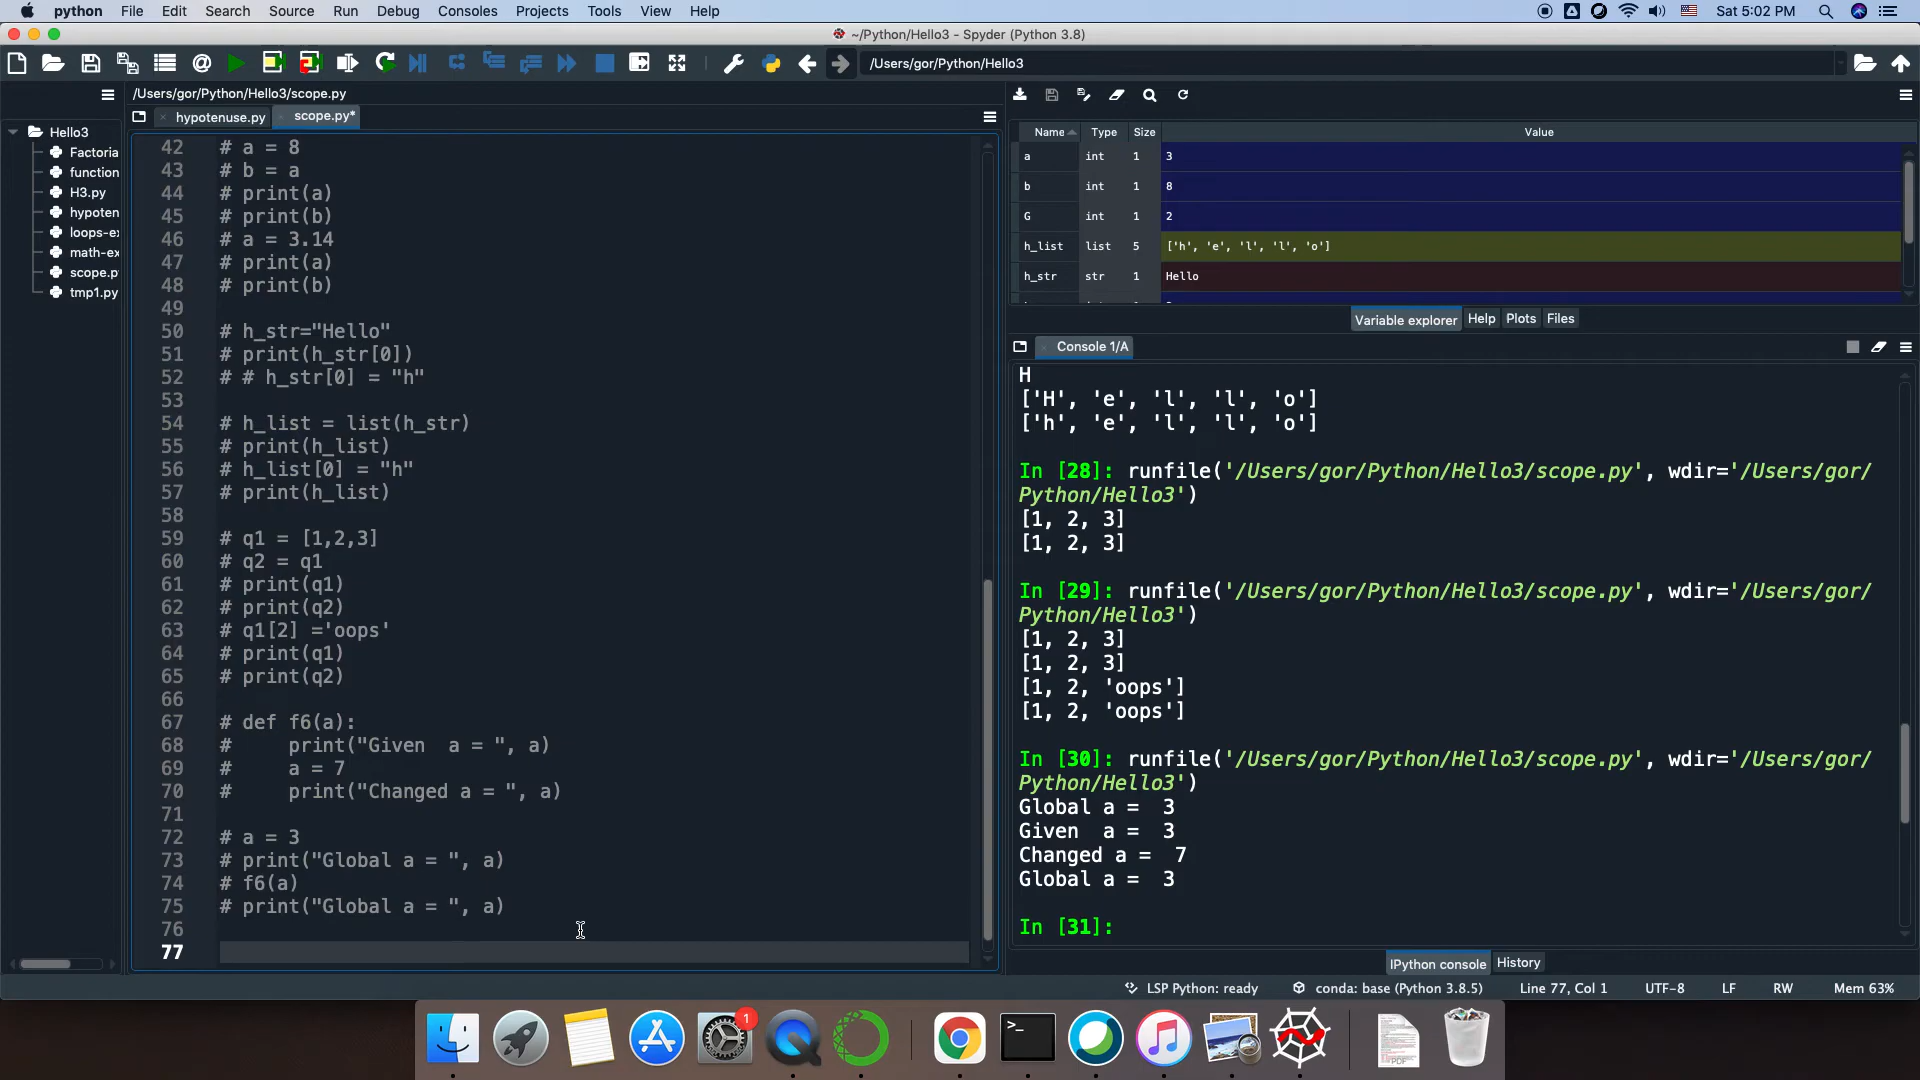 python File Edit Search Source Run Debug Consoles Projects Tools View Help Sat 5:02 PM
~/Python/Hello3 - Spyder (Python 3.8)
/Users/gor/Python/Hello3
/Users/gor/Python/Hello3/scope.py
hypotenuse.py scope.py*
Hello3
Factoria
function
H3.py
hypoten
loops-ex
math-ex
scope.p
tmp1.py
42 # a = 8
43 # b = a
44 # print(a)
45 # print(b)
46 # a = 3.14
47 # print(a)
48 # print(b)
49
50 # h_str="Hello"
51 # print(h_str[0])
52 # # h_str[0] = "h"
53
54 # h_list = list(h_str)
55 # print(h_list)
56 # h_list[0] = "h"
57 # print(h_list)
58
59 # q1 = [1,2,3]
60 # q2 = q1
61 # print(q1)
62 # print(q2)
63 # q1[2] ='oops'
64 # print(q1)
65 # print(q2)
66
67 # def f6(a):
68 #     print("Given  a = ", a)
69 #     a = 7
70 #     print("Changed a = ", a)
71
72 # a = 3
73 # print("Global a = ", a)
74 # f6(a)
75 # print("Global a = ", a)
76
77
Name Type Size Value
a int 1 3
b int 1 8
G int 1 2
h_list list 5 ['h', 'e', 'l', 'l', 'o']
h_str str 1 Hello
Variable explorer Help Plots Files
Console 1/A
H
['H', 'e', 'l', 'l', 'o']
['h', 'e', 'l', 'l', 'o']
In [28]: runfile('/Users/gor/Python/Hello3/scope.py', wdir='/Users/gor/
Python/Hello3')
[1, 2, 3]
[1, 2, 3]
In [29]: runfile('/Users/gor/Python/Hello3/scope.py', wdir='/Users/gor/
Python/Hello3')
[1, 2, 3]
[1, 2, 3]
[1, 2, 'oops']
[1, 2, 'oops']
In [30]: runfile('/Users/gor/Python/Hello3/scope.py', wdir='/Users/gor/
Python/Hello3')
Global a =  3
Given  a =  3
Changed a =  7
Global a =  3
In [31]:
IPython console History
LSP Python: ready conda: base (Python 3.8.5) Line 77, Col 1 UTF-8 LF RW Mem 63%
1
PDF